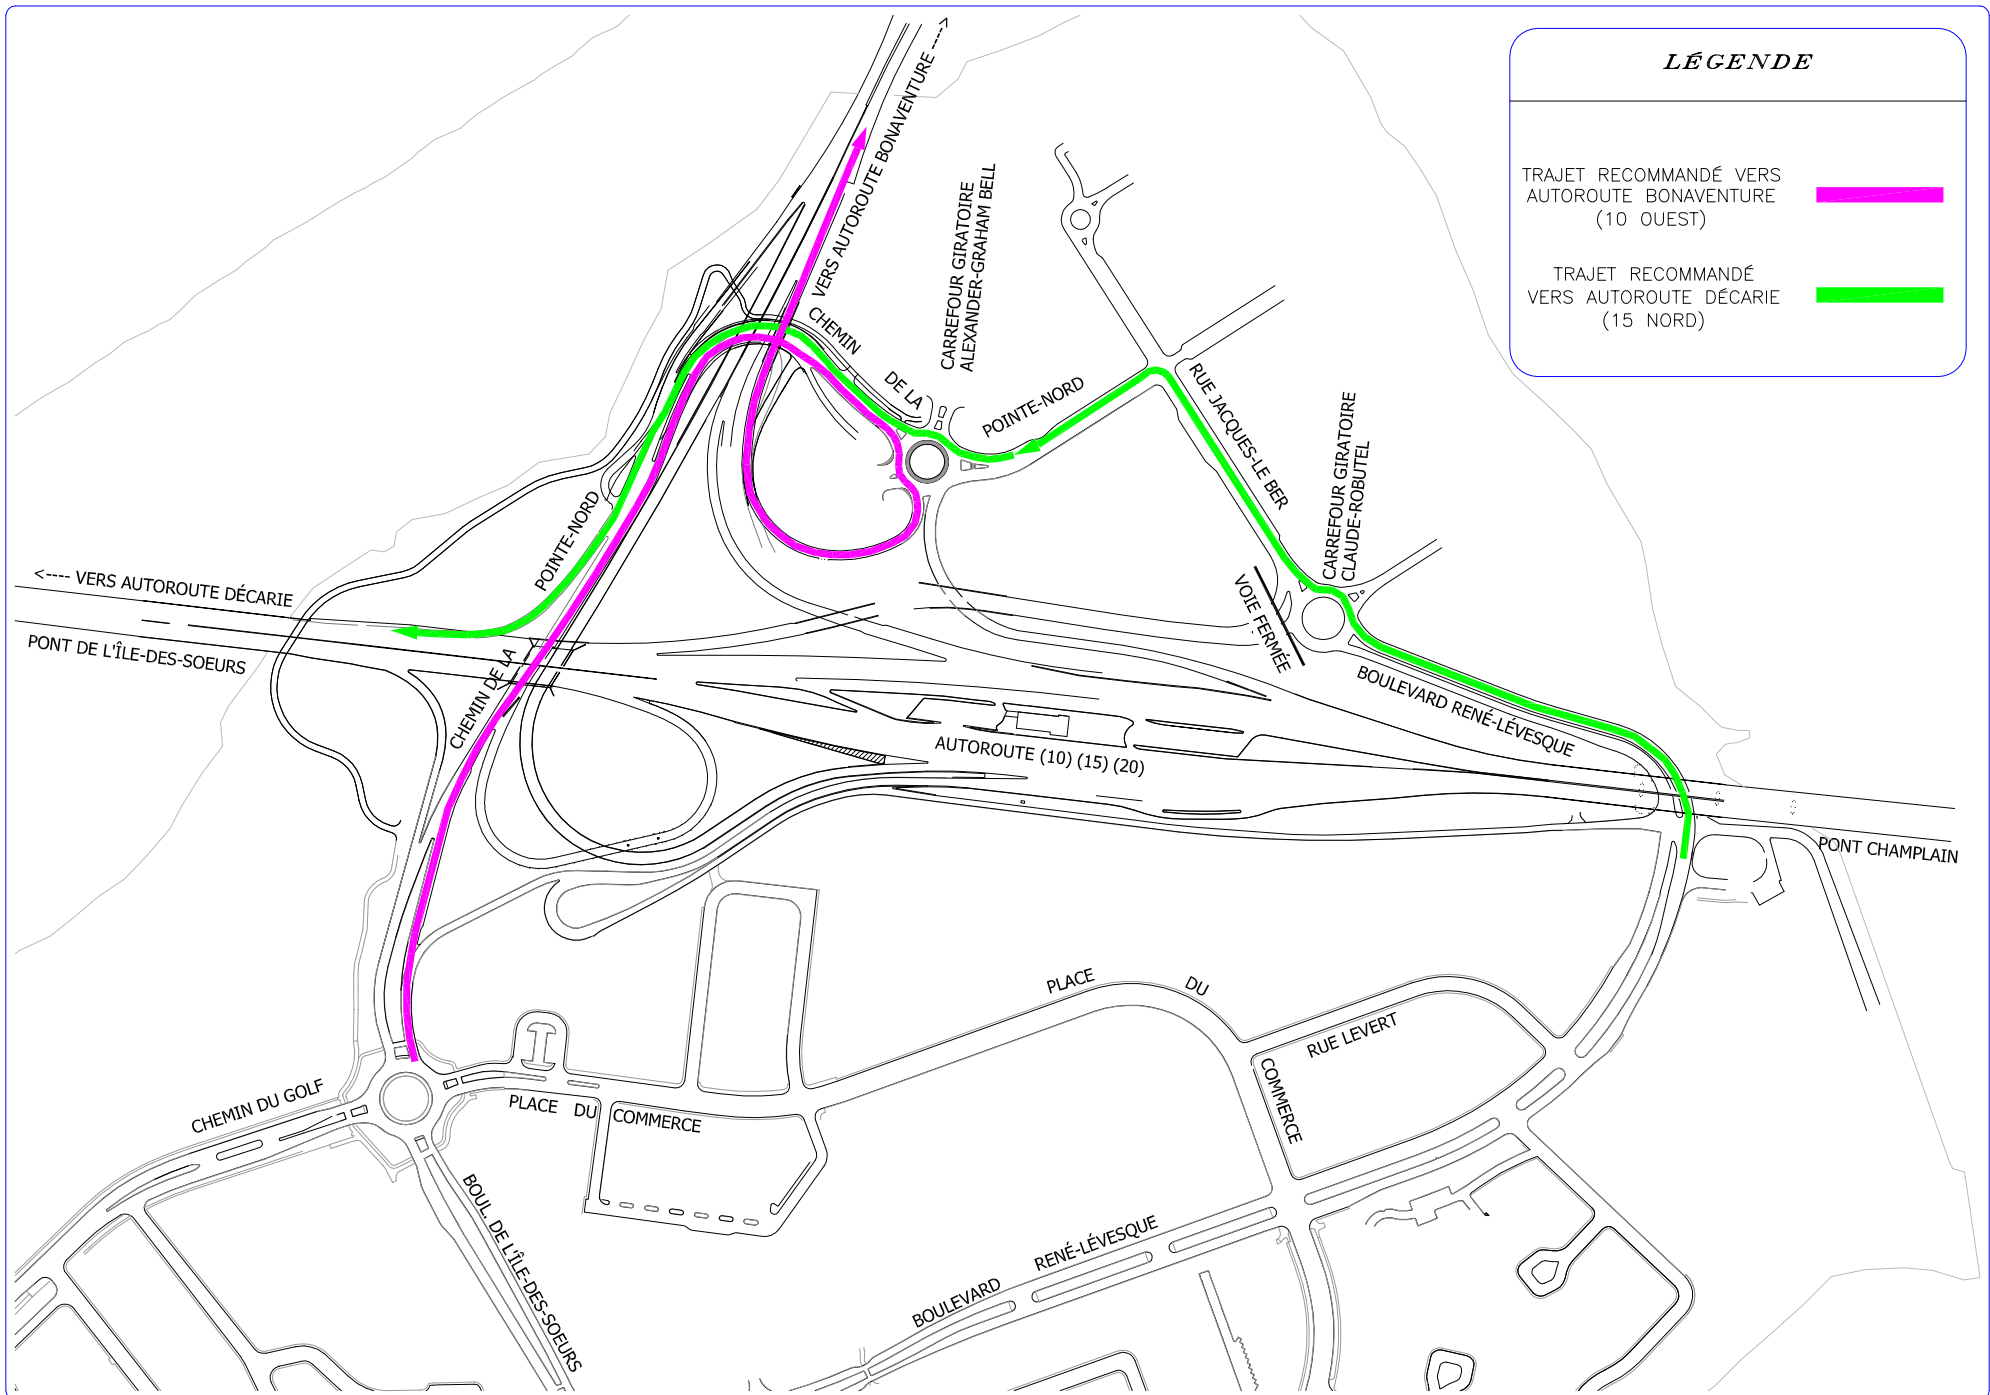 LÉGENDE
TRAJET RECOMMANDÉ VERS
AUTOROUTE BONAVENTURE
(10 OUEST)
TRAJET RECOMMANDÉ
VERS AUTOROUTE DÉCARIE
(15 NORD)
VERS AUTOROUTE BONAVENTURE ---->
CARREFOUR GIRATOIRE
ALEXANDER-GRAHAM BELL
CHEMIN
DE LA
POINTE-NORD
RUE JACQUES-LE BER
CARREFOUR GIRATOIRE
CLAUDE-ROBUTEL
VOIE FERMÉE
POINTE-NORD
CHEMIN DE LA
<---- VERS AUTOROUTE DÉCARIE
PONT DE L'ÎLE-DES-SOEURS
BOULEVARD RENÉ-LÉVESQUE
AUTOROUTE (10) (15) (20)
PONT CHAMPLAIN
PLACE
DU
COMMERCE
RUE LEVERT
CHEMIN DU GOLF
PLACE DU COMMERCE
BOUL. DE L'ÎLE-DES-SOEURS
BOULEVARD RENÉ-LÉVESQUE